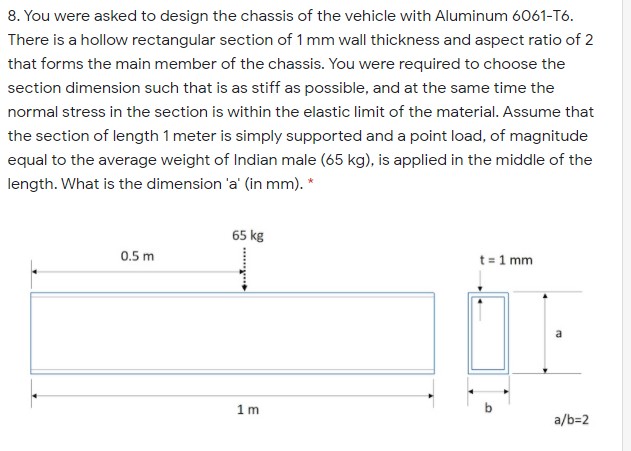 8. You were asked to design the chassis of the vehicle with Aluminum 6061-T6.
There is a hollow rectangular section of 1 mm wall thickness and aspect ratio of 2
that forms the main member of the chassis. You were required to choose the
section dimension such that is as stiff as possible, and at the same time the
normal stress in the section is within the elastic limit of the material. Assume that
the section of length 1 meter is simply supported and a point load, of magnitude
equal to the average weight of Indian male (65 kg), is applied in the middle of the
length. What is the dimension 'a' (in mm). *
65 kg
0.5 m
t = 1 mm
a
1 m
b
a/b=2